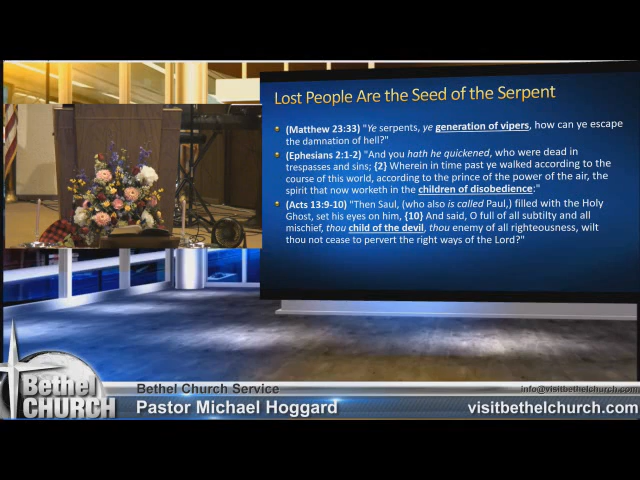 Lost People Are the Seed of the Serpent
(Matthew 23:33) "Ye serpents, ye generation of vipers, how can ye escape
the damnation of hell?"
(Ephesians 2:1-2) "And you hath he quickened, who were dead in
trespasses and sins; {2} Wherein in time past ye walked according to the
course of this world, according to the prince of the power of the air, the
spirit that now worketh in the children of disobedience:"
(Acts 13:9-10) "Then Saul, (who also is called Paul,) filled with the Holy
Ghost, set his eyes on him, {10} And said, O full of all subtilty and all
mischief, thou child of the devil, thou enemy of all righteousness, wilt
thou not cease to pervert the right ways of the Lord?"
Bethel
CHURCH
Bethel Church Service
info@visitbethelchurch.com
Pastor Michael Hoggard
visitbethelchurch.com